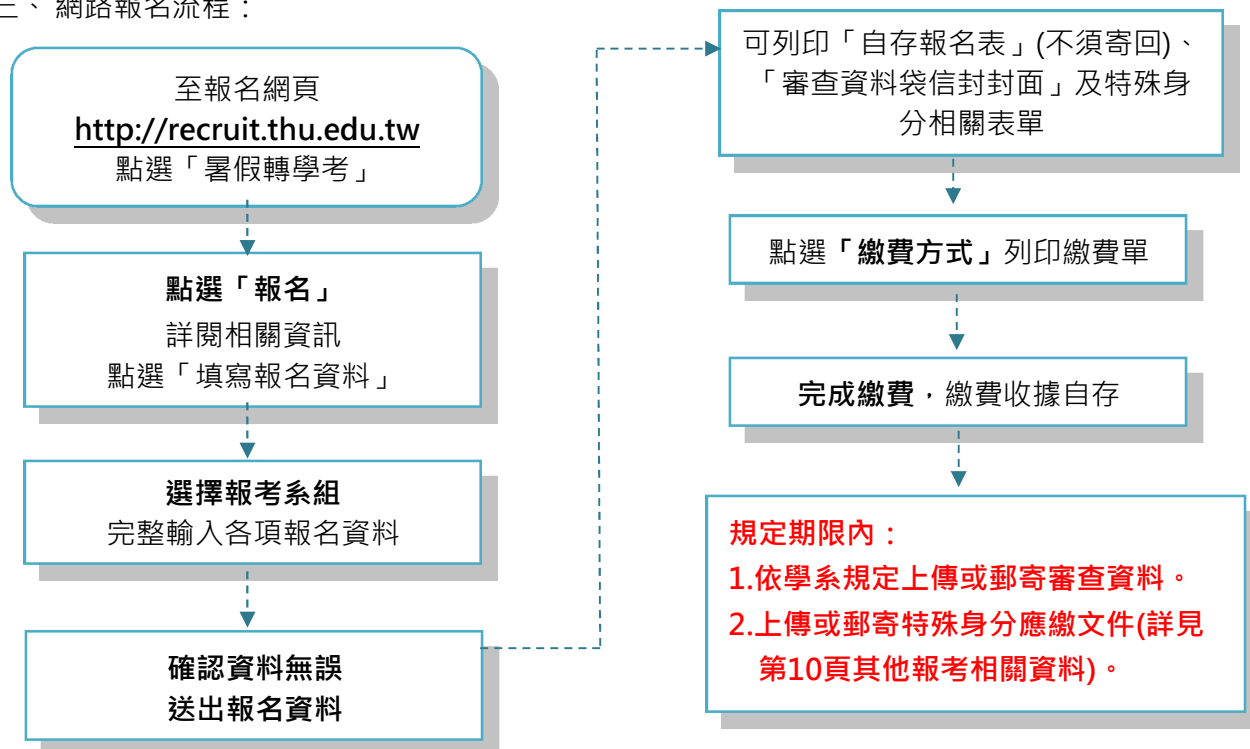 三、 網路報名流程：
至報名網頁
http://recruit.thu.edu.tw
點選「暑假轉學考」
點選「報名」
詳閱相關資訊
點選「填寫報名資料」
選擇報考系組
完整輸入各項報名資料
確認資料無誤
送出報名資料
可列印「自存報名表」(不須寄回)、
「審查資料袋信封封面」及特殊身
分相關表單
點選「繳費方式」列印繳費單
完成繳費，繳費收據自存
規定期限內：
1.依學系規定上傳或郵寄審查資料。
2.上傳或郵寄特殊身分應繳文件(詳見
第10頁其他報考相關資料)。